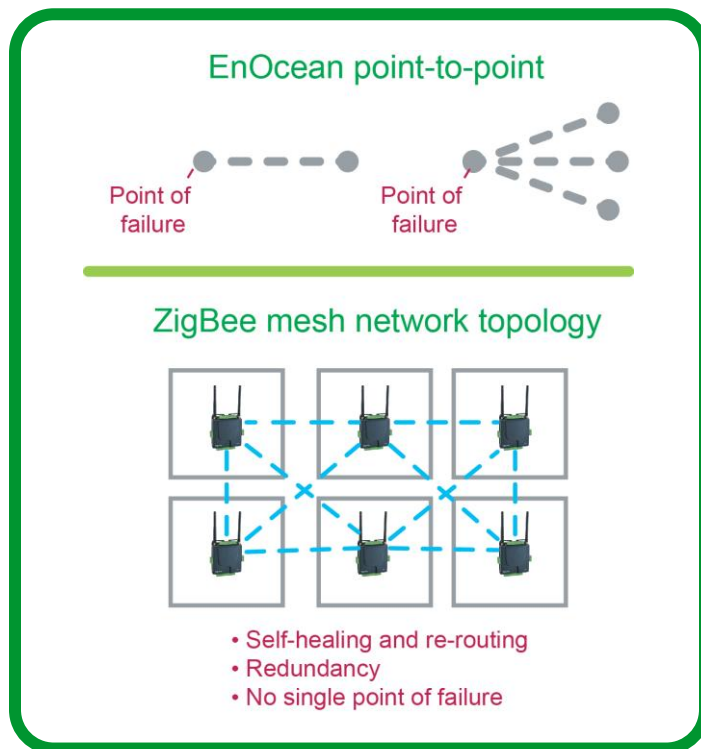 EnOcean point-to-point
Point of
failure
Point of
failure
ZigBee mesh network topology
• Self-healing and re-routing
• Redundancy
• No single point of failure